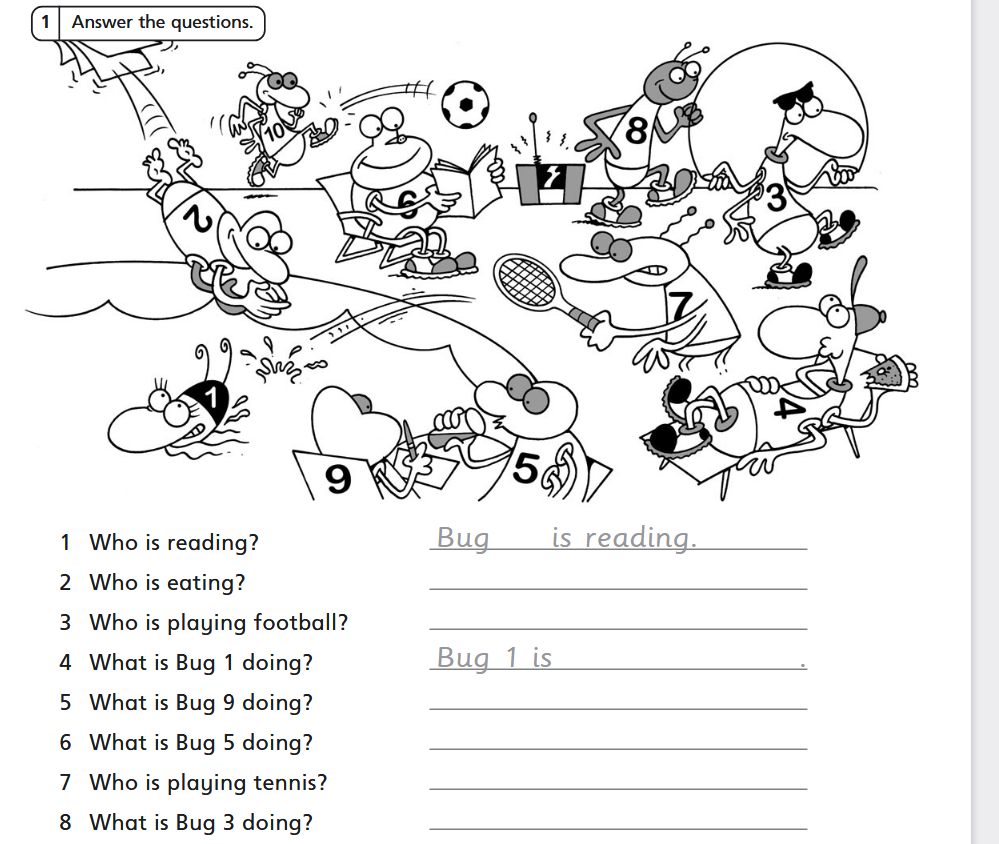 1 Answer the questions.
10
8
6
3
2
7
1
4
9
5
1 Who is reading? Bug is reading.
2 Who is eating?
3 Who is playing football?
4 What is Bug 1 doing? Bug 1 is .
5 What is Bug 9 doing?
6 What is Bug 5 doing?
7 Who is playing tennis?
8 What is Bug 3 doing?